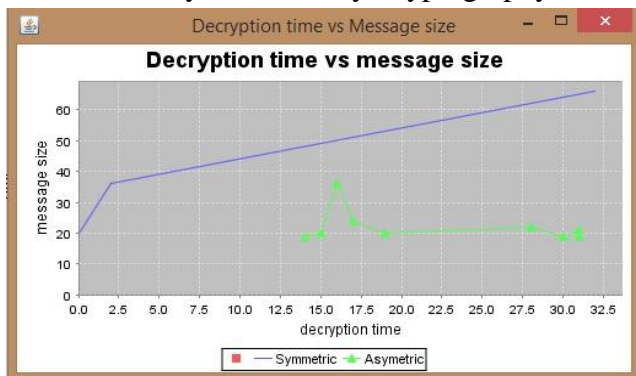 Decryption time vs Message size
Decryption time vs message size
message size
60
50
40
30
20
10
0
0.0 2.5 5.0 7.5 10.0 12.5 15.0 17.5 20.0 22.5 25.0 27.5 30.0 32.5
decryption time
Symmetric Asymetric